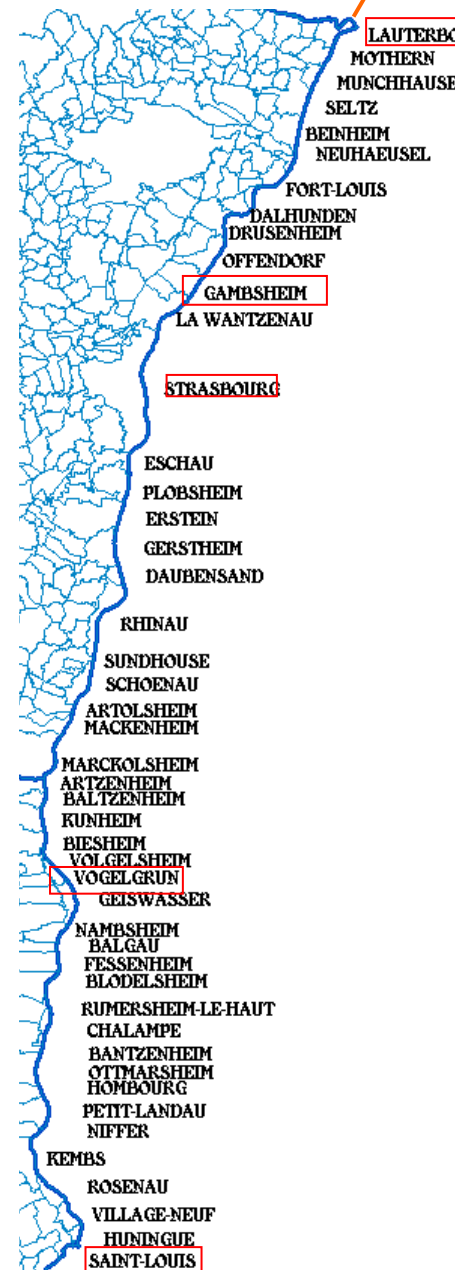 LAUTERBO
MOTHERN
MUNCHHAUSE
SELTZ
BEINHEIM
NEUHAEUSEL
FORT-LOUIS
DALHUNDEN
DRUSENHEIM
OFFENDORF
GAMBSHEIM
LA WANTZENAU
STRASBOURG
ESCHAU
PLOBSHEIM
ERSTEIN
GERSTHEIM
DAUBENSAND
RHINAU
SUNDHOUSE
SCHOENAU
ARTOLSHEIM
MACKENHEIM
MARCKOLSHEIM
ARTZENHEIM
BALTZENHEIM
KUNHEIM
BIESHEIM
VOLGELSHEIM
VOGELGRUN
GEISWASSER
NAMBSHEIM
BALGAU
FESSENHEIM
BLODELSHEIM
RUMERSHEIM-LE-HAUT
CHALAMPE
BANTZENHEIM
OTTMARSHEIM
HOMBOURG
PETIT-LANDAU
NIFFER
KEMBS
ROSENAU
VILLAGE-NEUF
HUNINGUE
SAINT-LOUIS